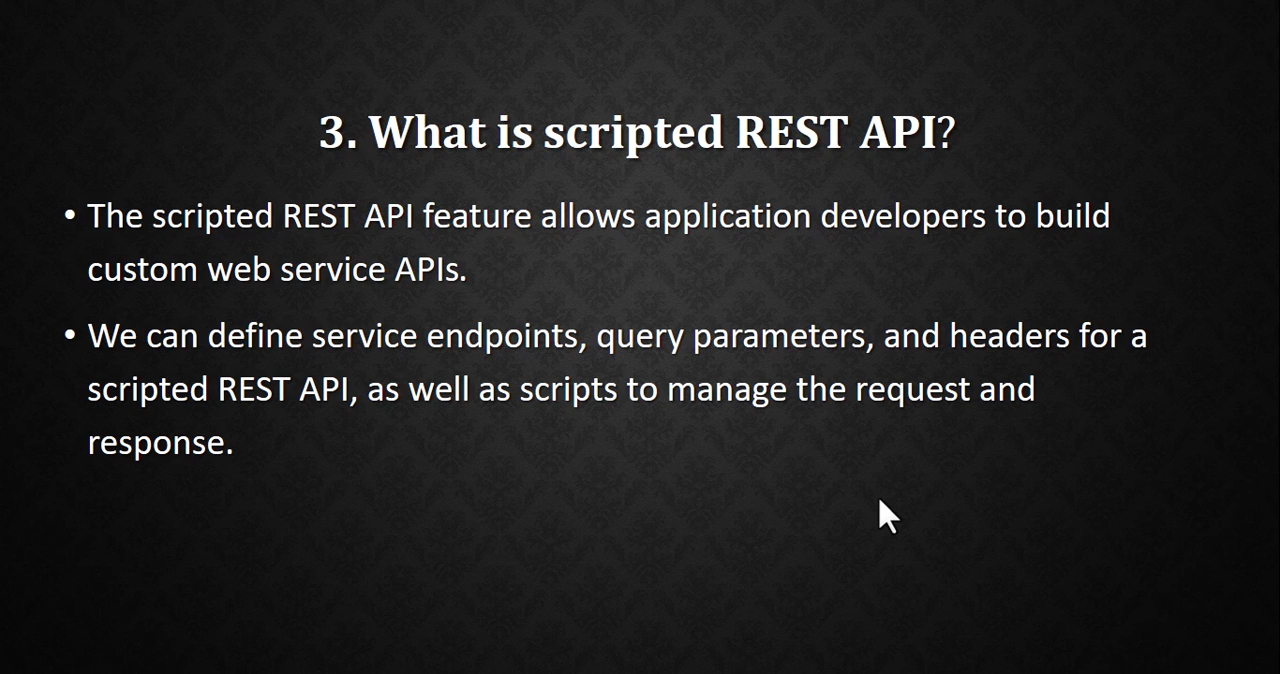 3. What is scripted REST API?
• The scripted REST API feature allows application developers to build
custom web service APIs.
• We can define service endpoints, query parameters, and headers for a
scripted REST API, as well as scripts to manage the request and
response.